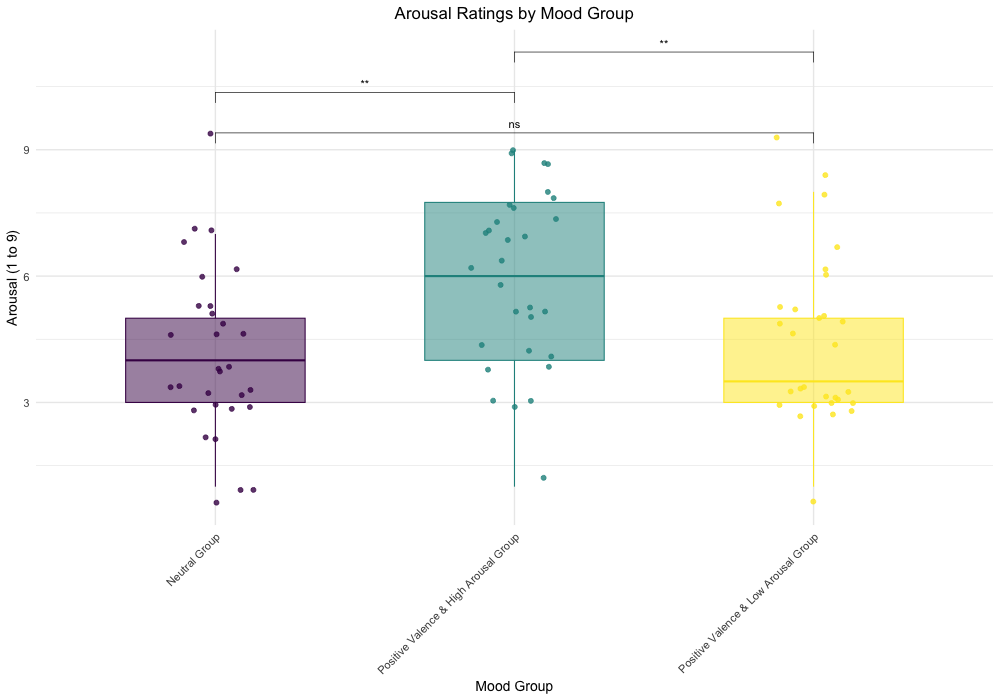 Arousal Ratings by Mood Group
**
**
ns
9
6
3
Arousal (1 to 9)
Neutral Group
Positive Valence & High Arousal Group
Positive Valence & Low Arousal Group
Mood Group